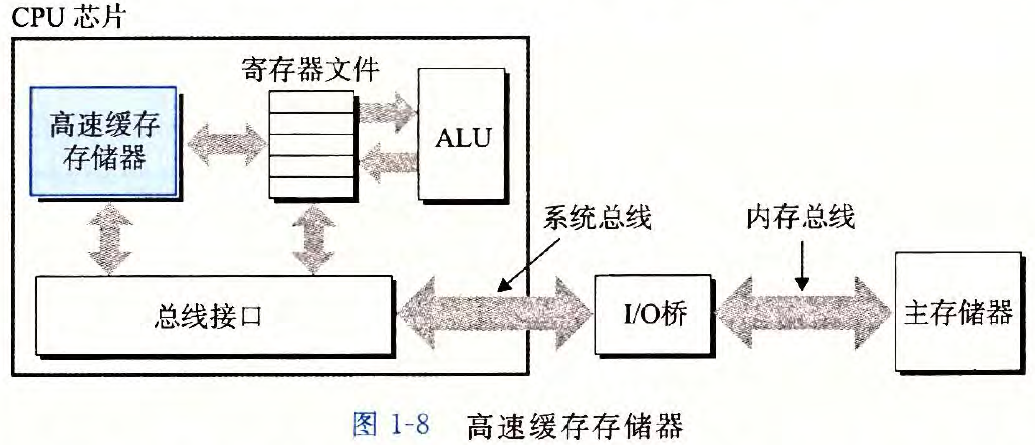 CPU 芯片
寄存器文件
高速缓存
存储器
ALU
系统总线
内存总线
总线接口
I/O桥
主存储器
图 1-8 高速缓存存储器